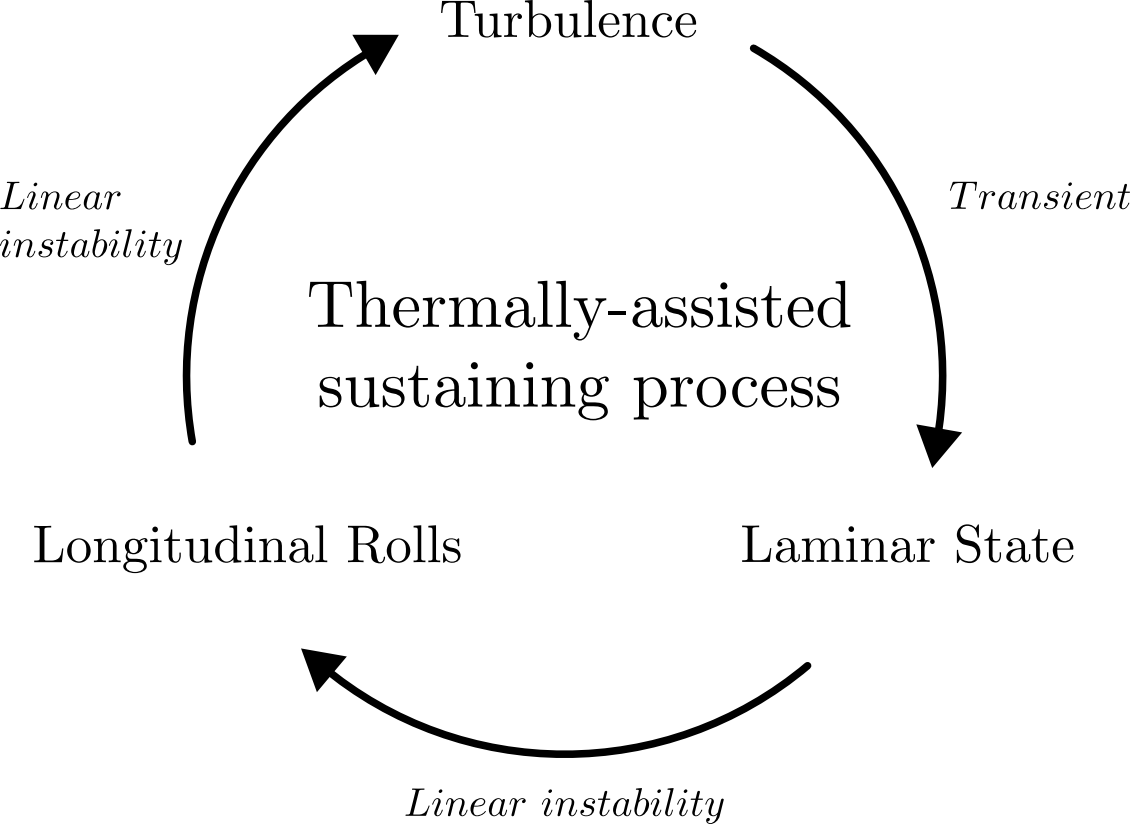 Turbulence
Linear
instability
Transient
Thermally-assisted
sustaining process
Longitudinal Rolls
Laminar State
Linear instability